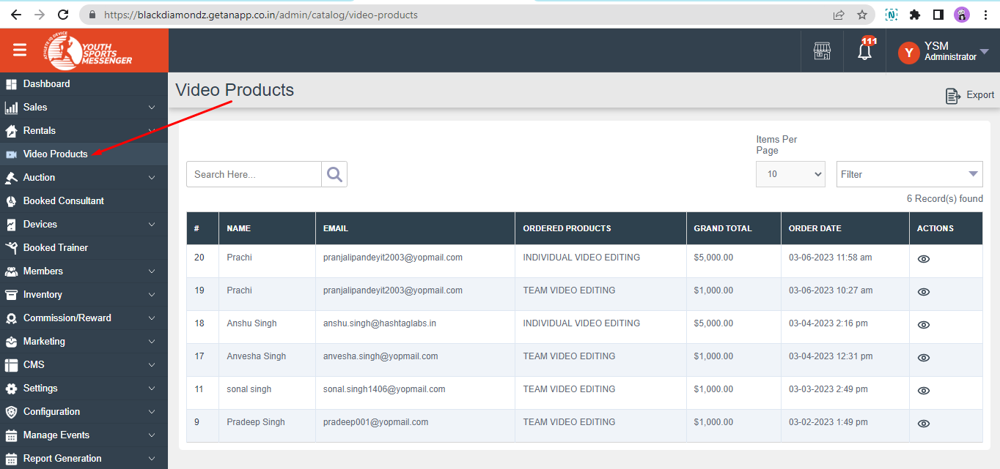 https://blackdiamondz.getanapp.co.in/admin/catalog/video-products
N
ATHLETE IQ DEVICE
YOUTH
SPORTS
MESSENGER
111
Y
YSM
Administrator
Dashboard
Sales
Rentals
Video Products
Auction
Booked Consultant
Devices
Booked Trainer
Members
Inventory
Commission/Reward
Marketing
CMS
Settings
Configuration
Manage Events
Report Generation
Video Products
Export
Items Per
Page
Search Here...
10
Filter
6 Record(s) found
# NAME EMAIL ORDERED PRODUCTS GRAND TOTAL ORDER DATE ACTIONS
20 Prachi pranjalipandeyit2003@yopmail.com INDIVIDUAL VIDEO EDITING $5,000.00 03-06-2023 11:58 am
19 Prachi pranjalipandeyit2003@yopmail.com TEAM VIDEO EDITING $1,000.00 03-06-2023 10:27 am
18 Anshu Singh anshu.singh@hashtaglabs.in INDIVIDUAL VIDEO EDITING $5,000.00 03-04-2023 2:16 pm
17 Anvesha Singh anvesha.singh@yopmail.com TEAM VIDEO EDITING $1,000.00 03-04-2023 12:31 pm
11 sonal singh sonal.singh1406@yopmail.com TEAM VIDEO EDITING $1,000.00 03-03-2023 2:49 pm
9 Pradeep Singh pradeep001@yopmail.com TEAM VIDEO EDITING $1,000.00 03-02-2023 1:49 pm